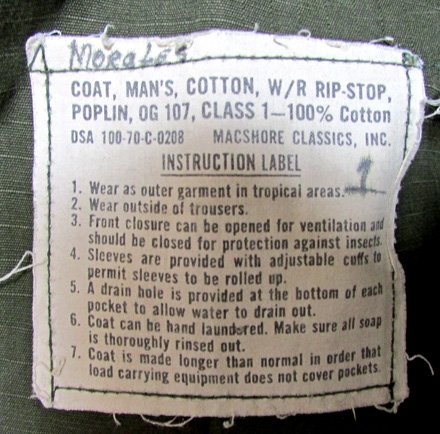 Morales
COAT, MAN'S, COTTON, W/R RIP-STOP,
POPLIN, OG 107, CLASS 1—100% Cotton
DSA 100-70-C-0208 MACSHORE CLASSICS, INC.
INSTRUCTION LABEL
1. Wear as outer garment in tropical areas. 1
2. Wear outside of trousers.
3. Front closure can be opened for ventilation and
should be closed for protection against insects.
4. Sleeves are provided with adjustable cuffs to
permit sleeves to be rolled up.
5. A drain hole is provided at the bottom of each
pocket to allow water to drain out.
6. Coat can be hand laundered. Make sure all soap
is thoroughly rinsed out.
7. Coat is made longer than normal in order that
load carrying equipment does not cover pockets.